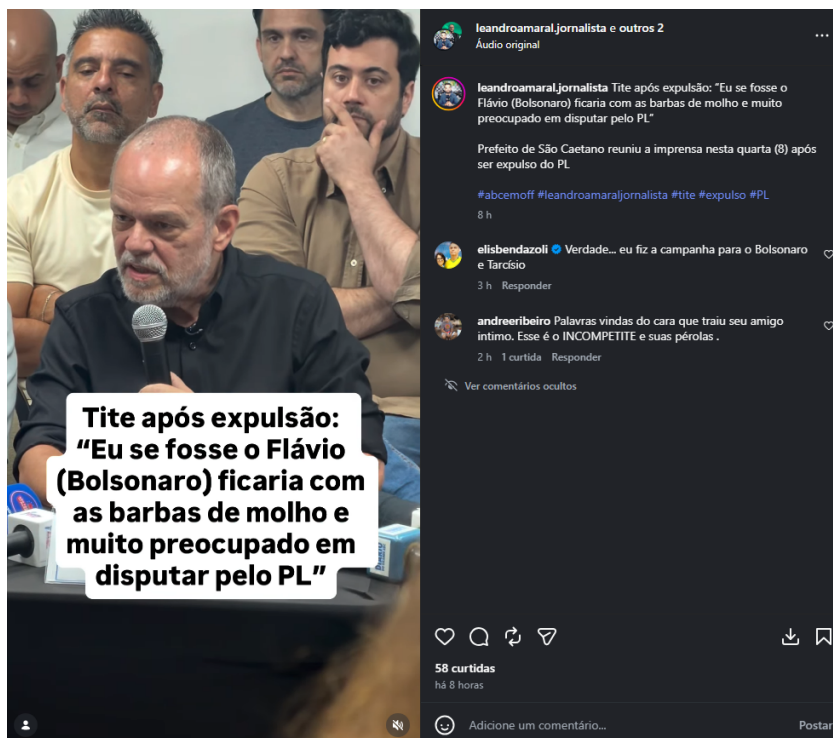 leandroamaral.jornalista e outros 2
Áudio original
leandroamaral.jornalista Tite após expulsão: "Eu se fosse o
Flávio (Bolsonaro) ficaria com as barbas de molho e muito
preocupado em disputar pelo PL"
Prefeito de São Caetano reuniu a imprensa nesta quarta (8) após
ser expulso do PL
#abcemoff #leandroamaraljornalista #tite #expulso #PL
8 h
elisbendazoli Verdade... eu fiz a campanha para o Bolsonaro
e Tarcísio
3 h Responder
andreeribeiro Palavras vindas do cara que traiu seu amigo
intimo. Esse é o INCOMPETITE e suas pérolas .
2 h 1 curtida Responder
Ver comentários ocultos
Tite após expulsão:
“Eu se fosse o Flávio
(Bolsonaro) ficaria com
as barbas de molho e
muito preocupado em
disputar pelo PL”
58 curtidas
há 8 horas
Adicione um comentário...
Postar